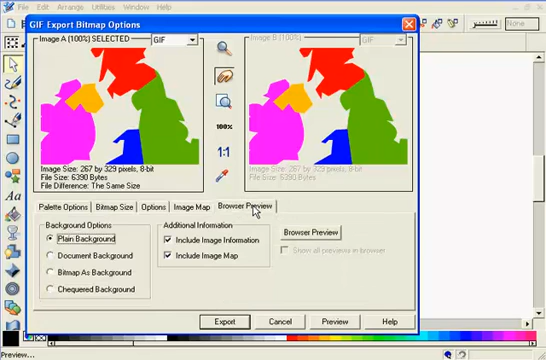 File Edit Arrange Utilities Window Help
GIF Export Bitmap Options
Image A (100%) SELECTED
GIF
Image B (100%)
GIF
None
100%
1:1
Image Size: 267 by 329 pixels, 8-bit
File Size: 6390 Bytes
File Difference: The Same Size
Image Size: 267 by 329 pixels, 8-bit
File Size: 6390 Bytes
Palette Options
Bitmap Size
Options
Image Map
Browser Preview
Background Options
Plain Background
Document Background
Bitmap As Background
Chequered Background
Additional Information
Include Image Information
Include Image Map
Browser Preview
Show all previews in browser
Export
Cancel
Preview
Help
Preview...